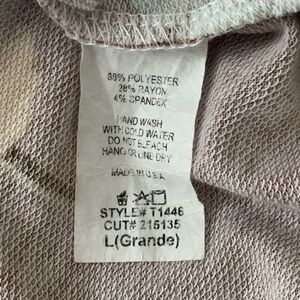 68% POLYESTER
28% RAYON
4% SPANDEX
HAND WASH
WITH COLD WATER
DO NOT BLEACH
HANG OR LINE DRY
MADE IN U.S.A
STYLE# T1446
CUT# 215135
L(Grande)